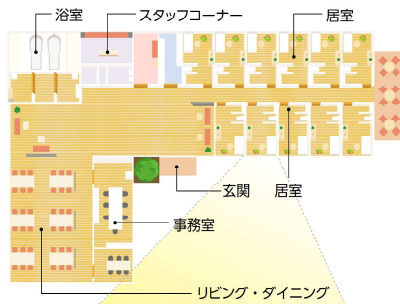 浴室
スタッフコーナー
居室
玄関
居室
事務室
リビング・ダイニング